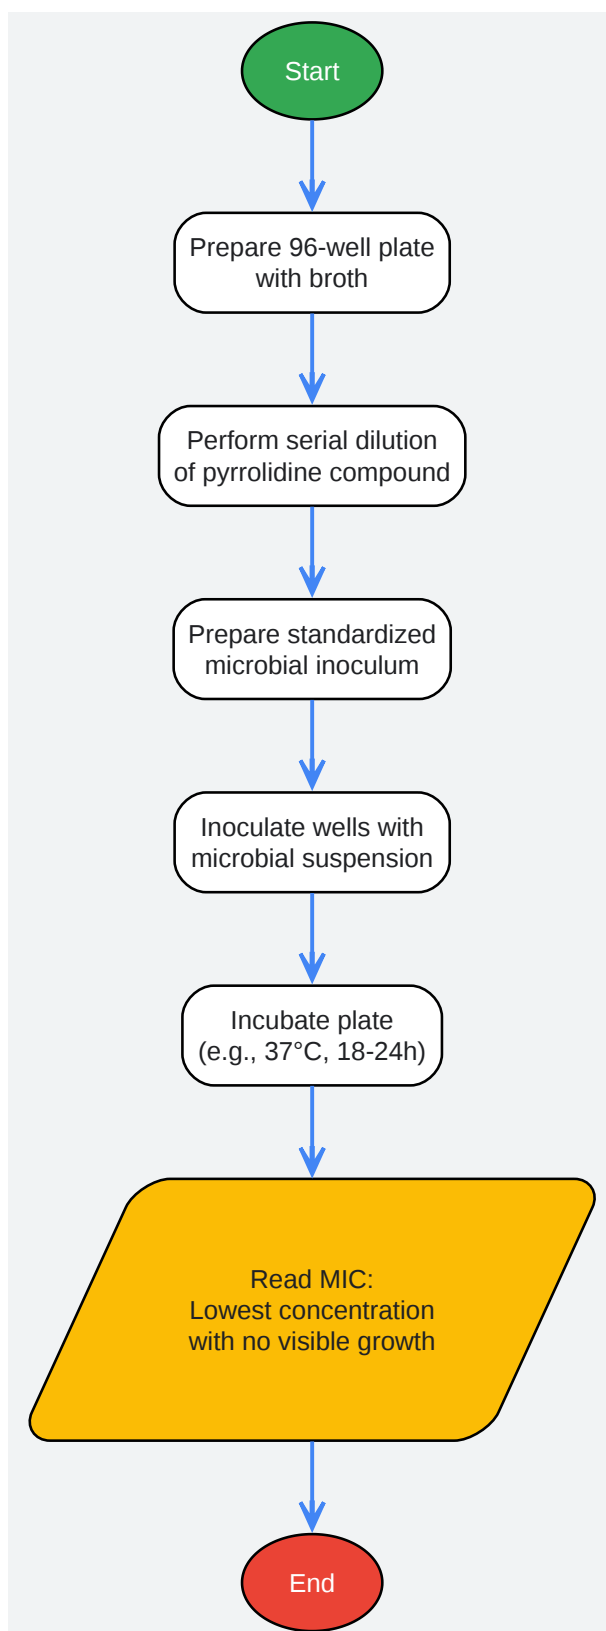 Start
Prepare 96-well plate
with broth
Perform serial dilution
of pyrrolidine compound
Prepare standardized
microbial inoculum
Inoculate wells with
microbial suspension
Incubate plate
(e.g., 37°C, 18-24h)
Read MIC:
Lowest concentration
with no visible growth
End